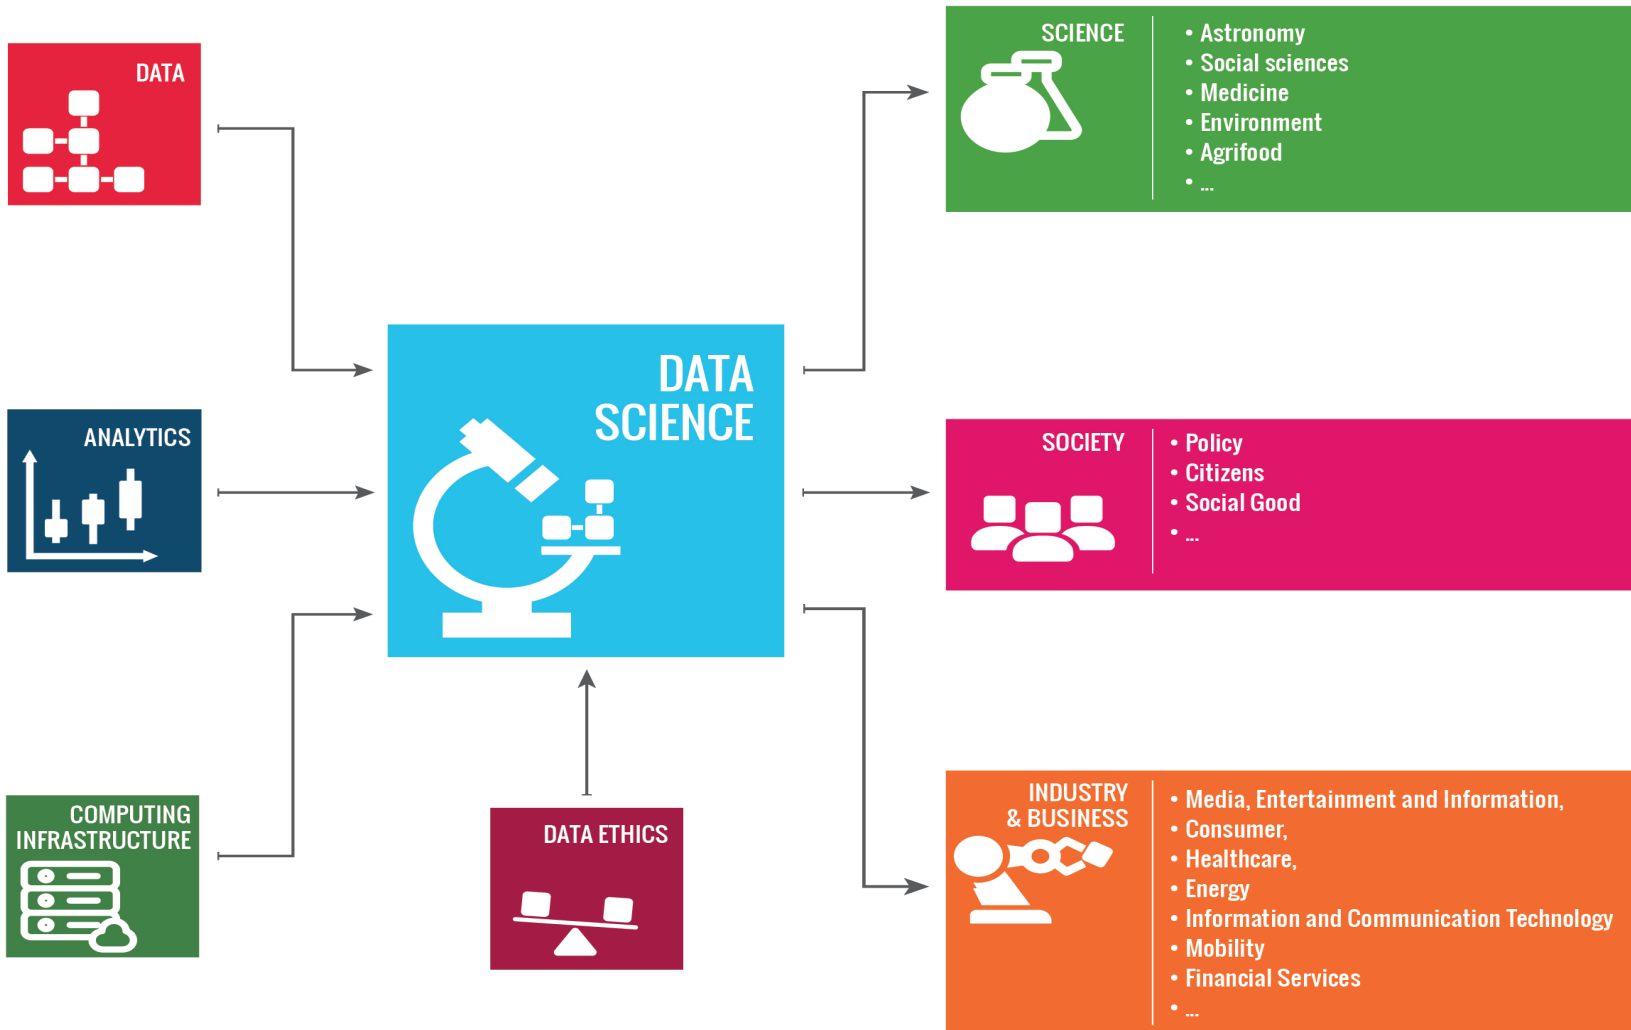 DATA
ANALYTICS
COMPUTING
INFRASTRUCTURE
DATA
SCIENCE
DATA ETHICS
SCIENCE
• Astronomy
• Social sciences
• Medicine
• Environment
• Agrifood
• ...
SOCIETY
• Policy
• Citizens
• Social Good
• ...
INDUSTRY
& BUSINESS
• Media, Entertainment and Information,
• Consumer,
• Healthcare,
• Energy
• Information and Communication Technology
• Mobility
• Financial Services
• ...